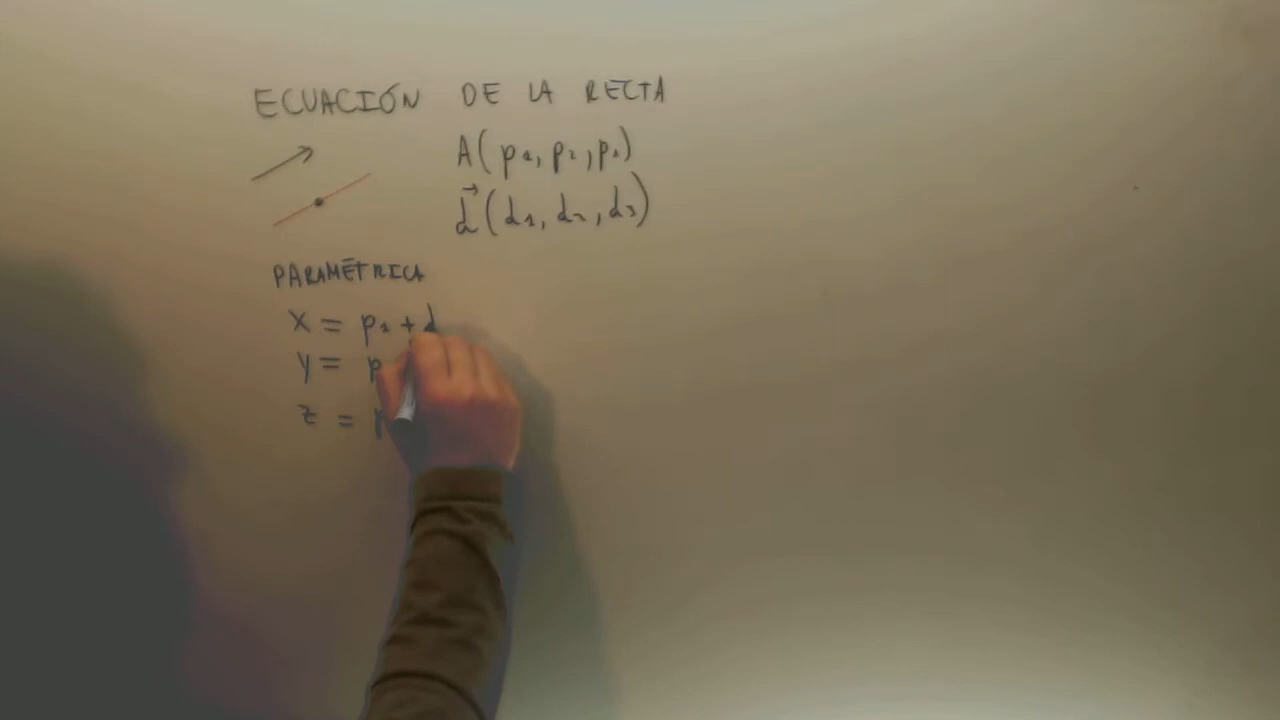 ECUACIÓN DE LA RECTA
A(p₁, p₂, p₃)
d⃗(d₁, d₂, d₃)
PARAMÉTRICA
x = p₁ + d
y = p
z = p